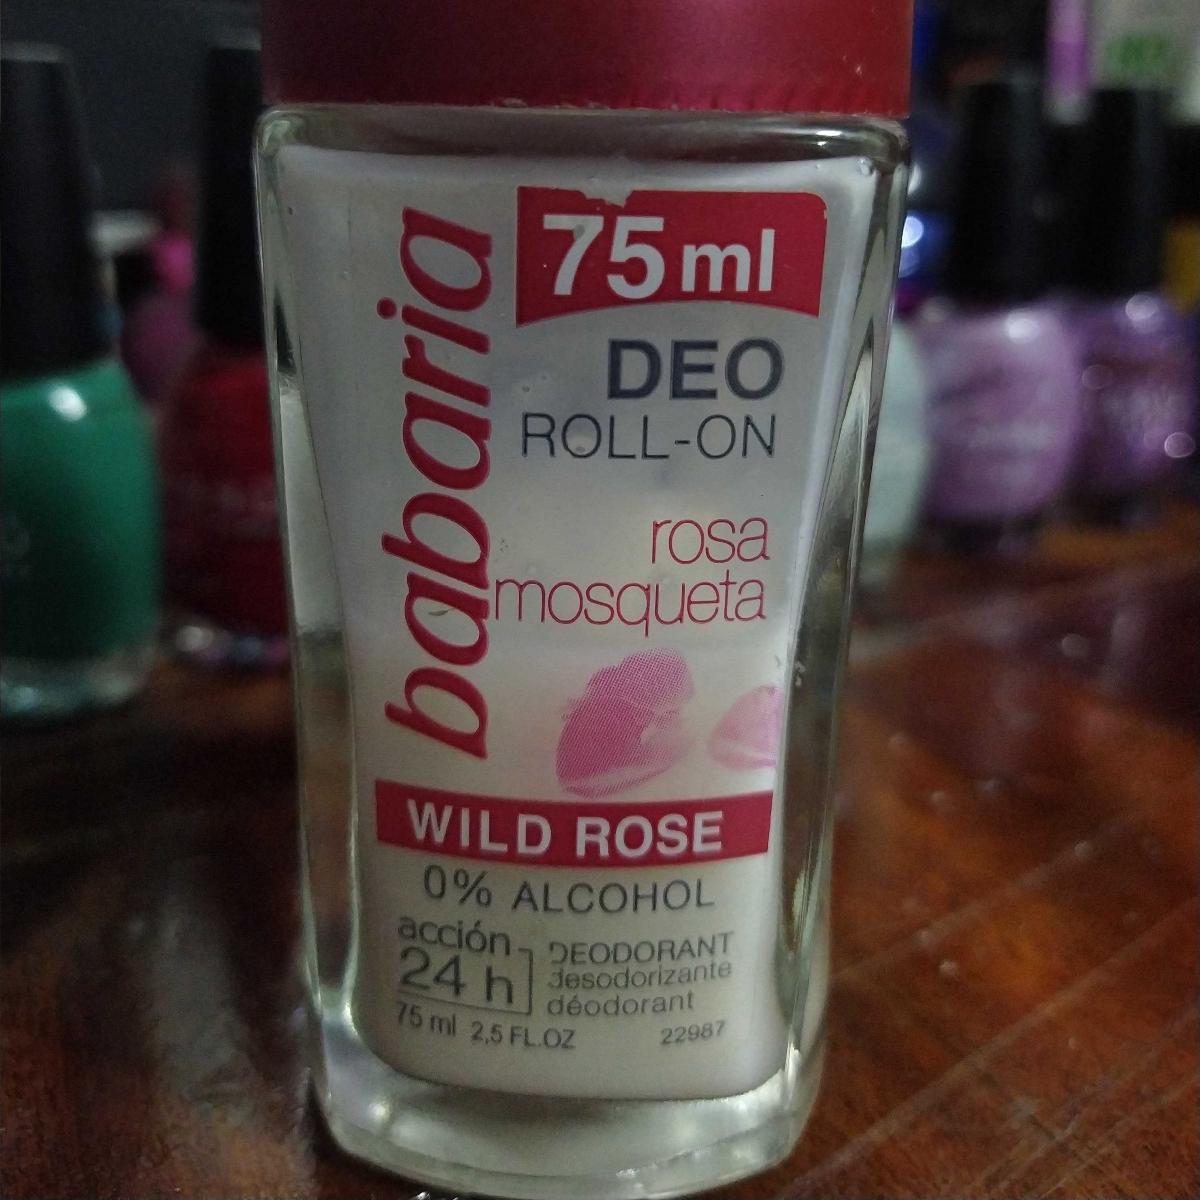 babaria
75 ml
DEO
ROLL-ON
rosa
mosqueta
WILD ROSE
0% ALCOHOL
acción
24 h
DEODORANT
desodorizante
déodorant
75 ml 2,5 FL.OZ
22987